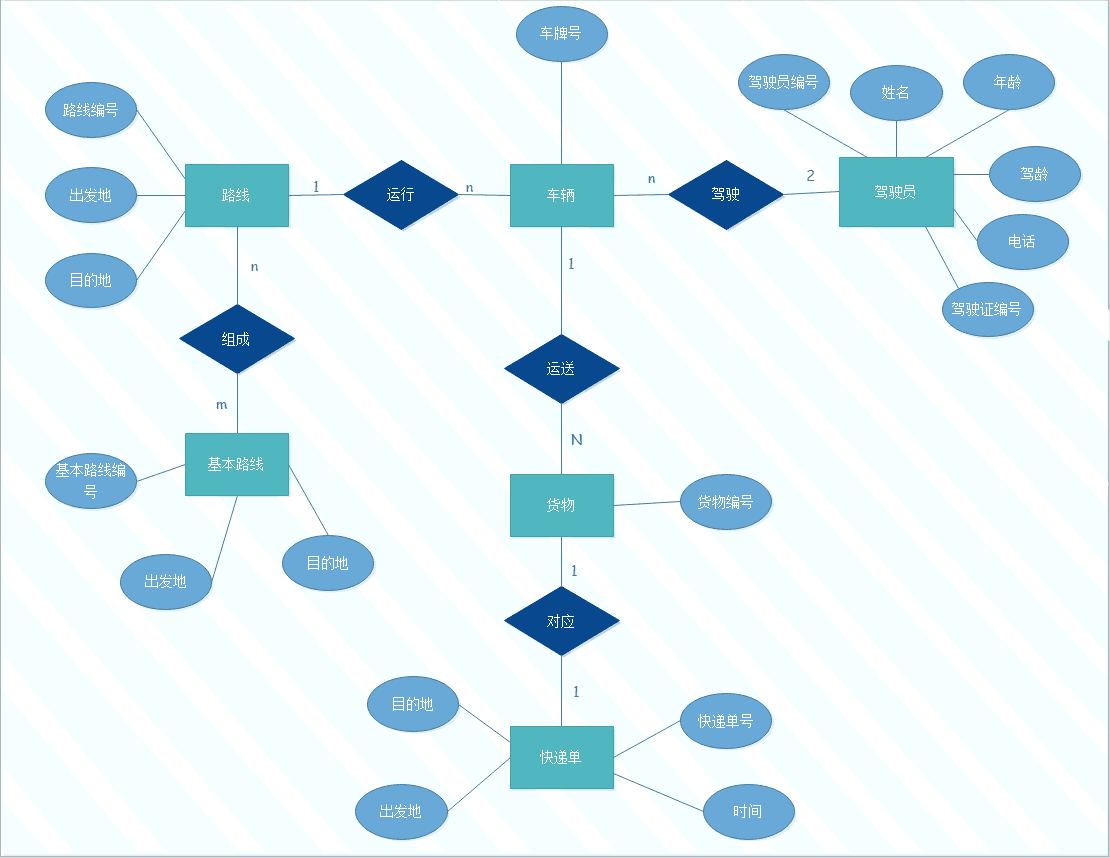 车牌号
驾驶员编号
姓名
年龄
路线编号
驾龄
出发地
路线
1
运行
n
车辆
n
驾驶
2
驾驶员
电话
目的地
n
1
驾驶证编号
组成
运送
m
N
基本路线编
号
基本路线
货物
货物编号
出发地
目的地
1
对应
1
目的地
快递单号
快递单
出发地
时间